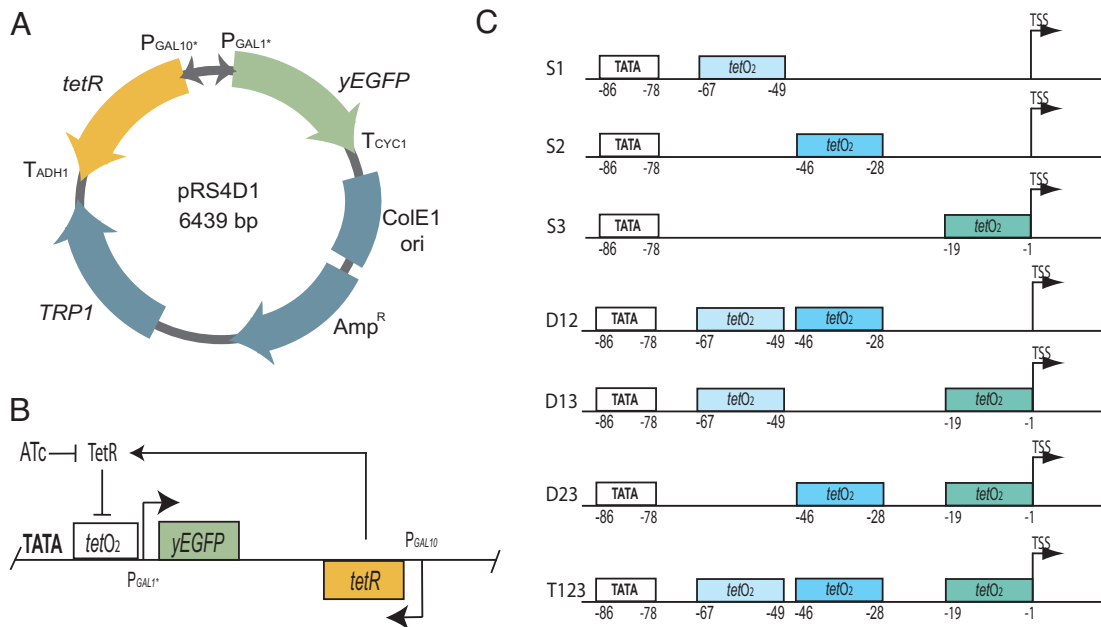 A
PGAL10*
PGAL1*
tetR
yEGFP
TADH1
TCYC1
pRS4D1
6439 bp
ColE1
ori
TRP1
AmpR
B
ATc
TetR
TATA
tetO2
yEGFP
PGAL1*
PGAL10
tetR
C
S1
TATA
tetO2
TSS
-86 -78 -67 -49
S2
TATA
tetO2
TSS
-86 -78 -46 -28
S3
TATA
tetO2
TSS
-86 -78 -19 -1
D12
TATA
tetO2
tetO2
TSS
-86 -78 -67 -49 -46 -28
D13
TATA
tetO2
tetO2
TSS
-86 -78 -67 -49 -19 -1
D23
TATA
tetO2
tetO2
TSS
-86 -78 -46 -28 -19 -1
T123
TATA
tetO2
tetO2
tetO2
TSS
-86 -78 -67 -49 -46 -28 -19 -1